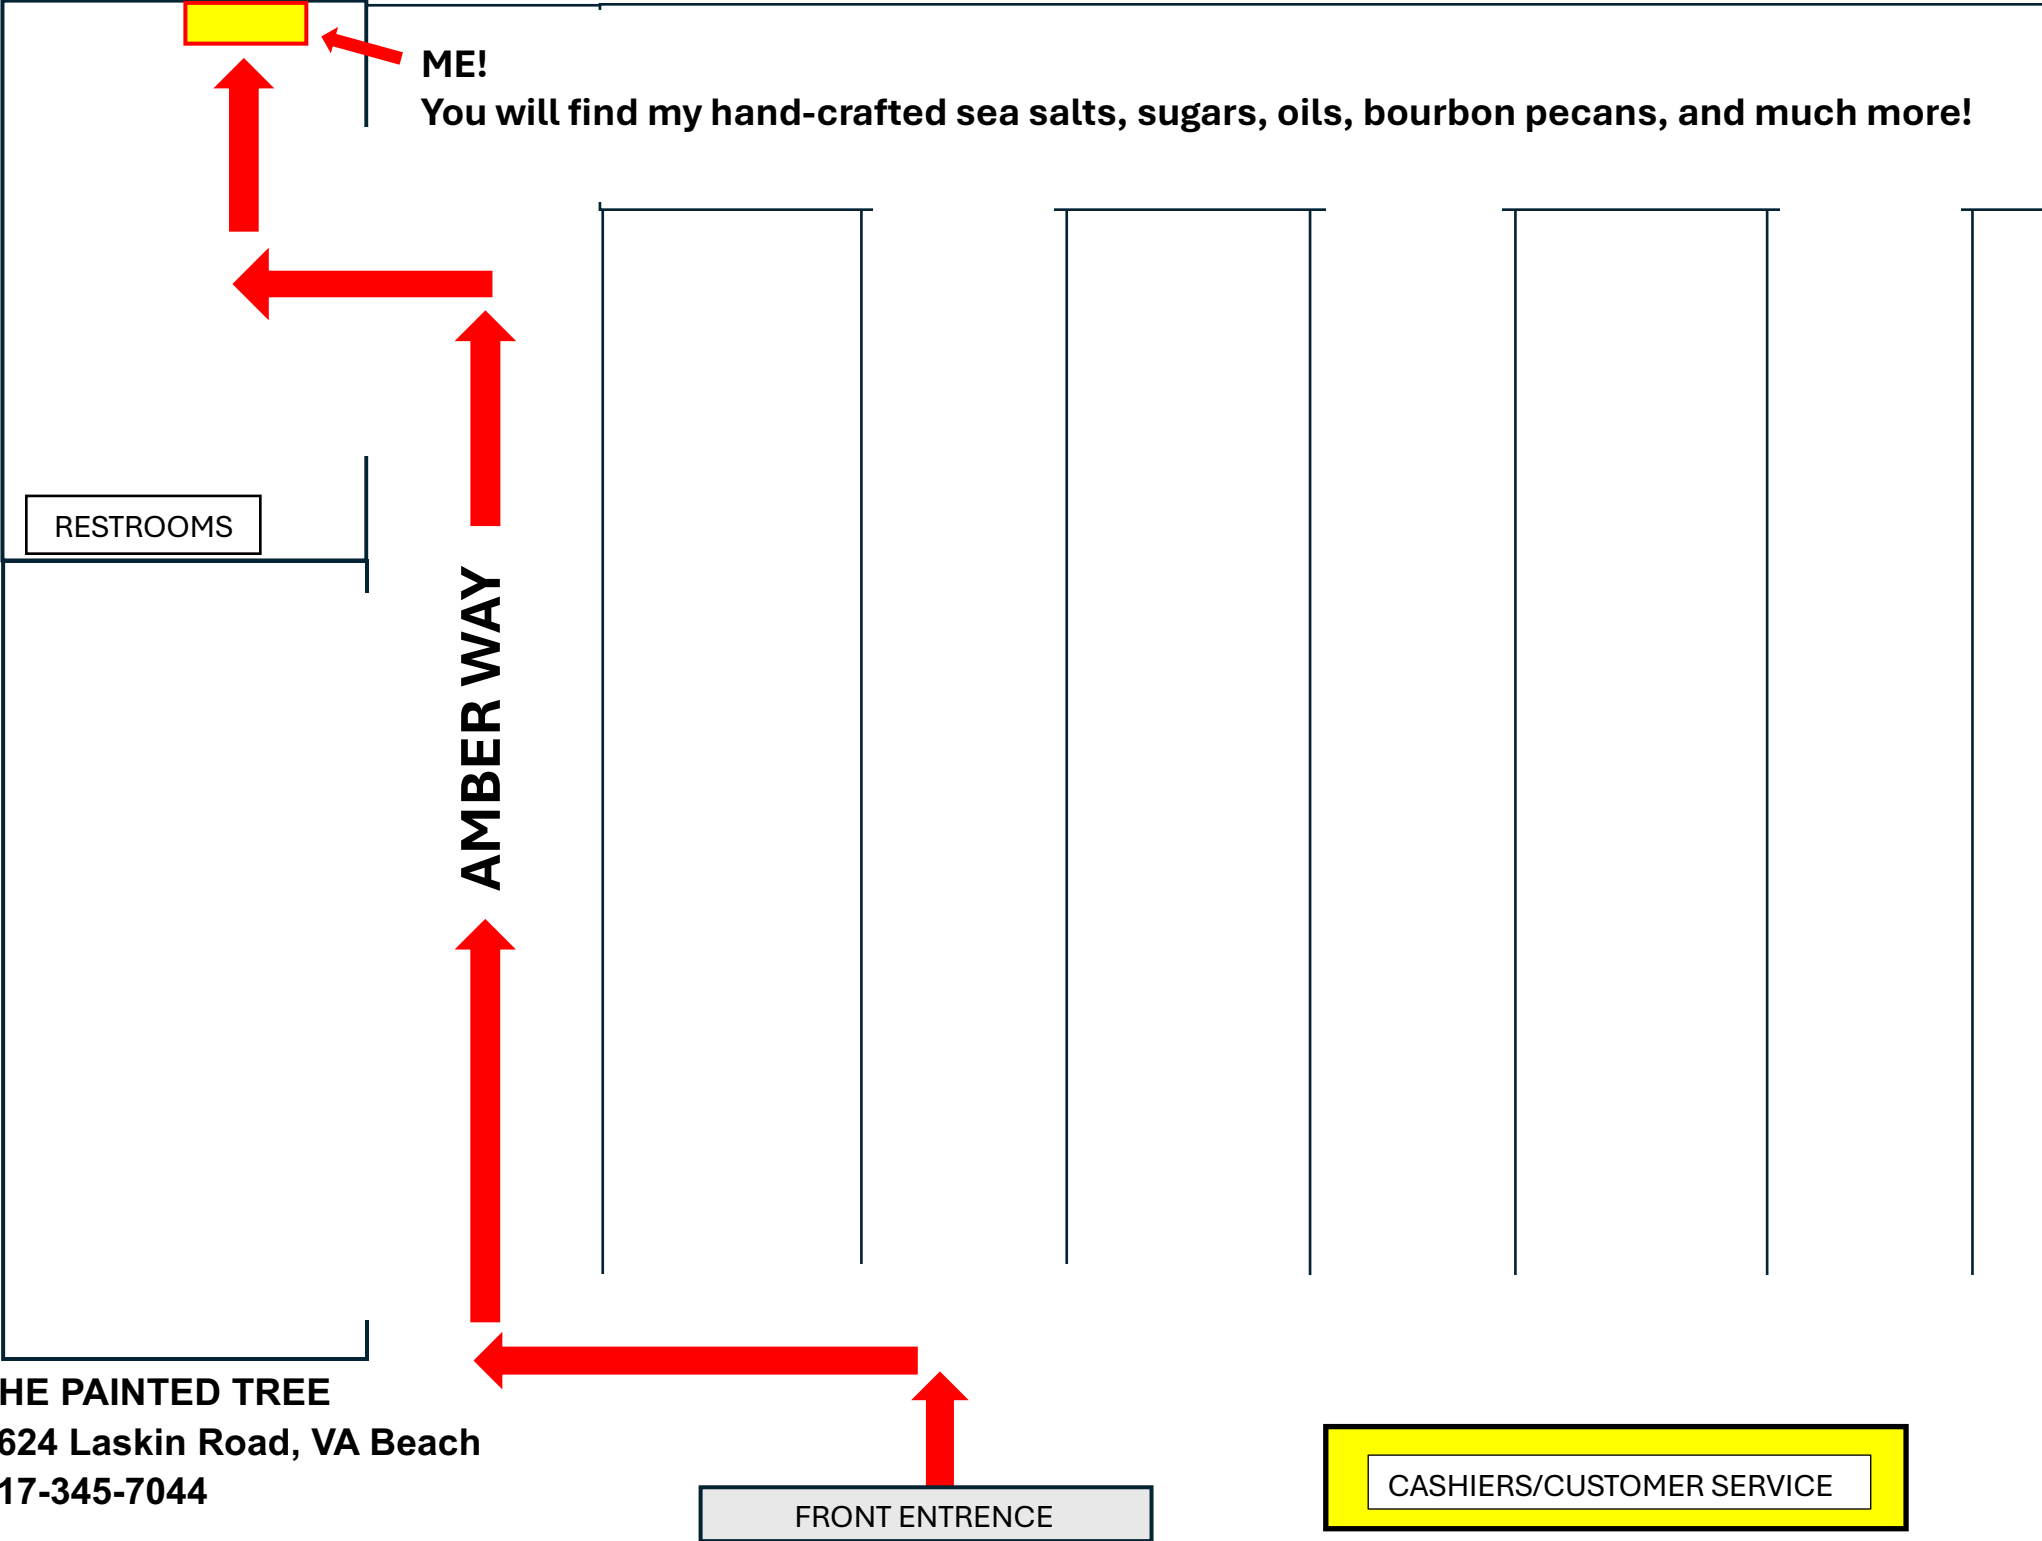 ME!
You will find my hand-crafted sea salts, sugars, oils, bourbon pecans, and much more!
RESTROOMS
AMBER WAY
HE PAINTED TREE
624 Laskin Road, VA Beach
17-345-7044
FRONT ENTRENCE
CASHIERS/CUSTOMER SERVICE